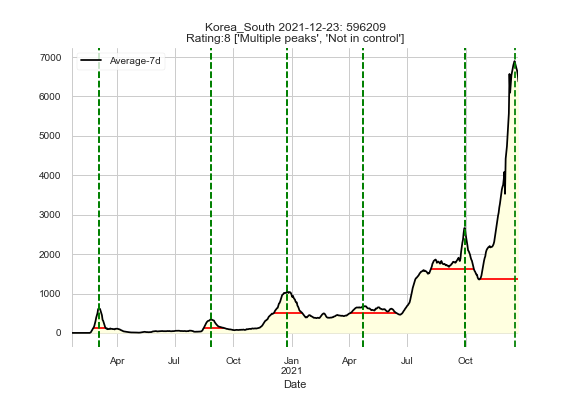 Korea_South 2021-12-23: 596209
Rating:8 ['Multiple peaks', 'Not in control']
Average-7d
7000
6000
5000
4000
3000
2000
1000
0
Apr Jul Oct Jan Apr Jul Oct
2021
Date